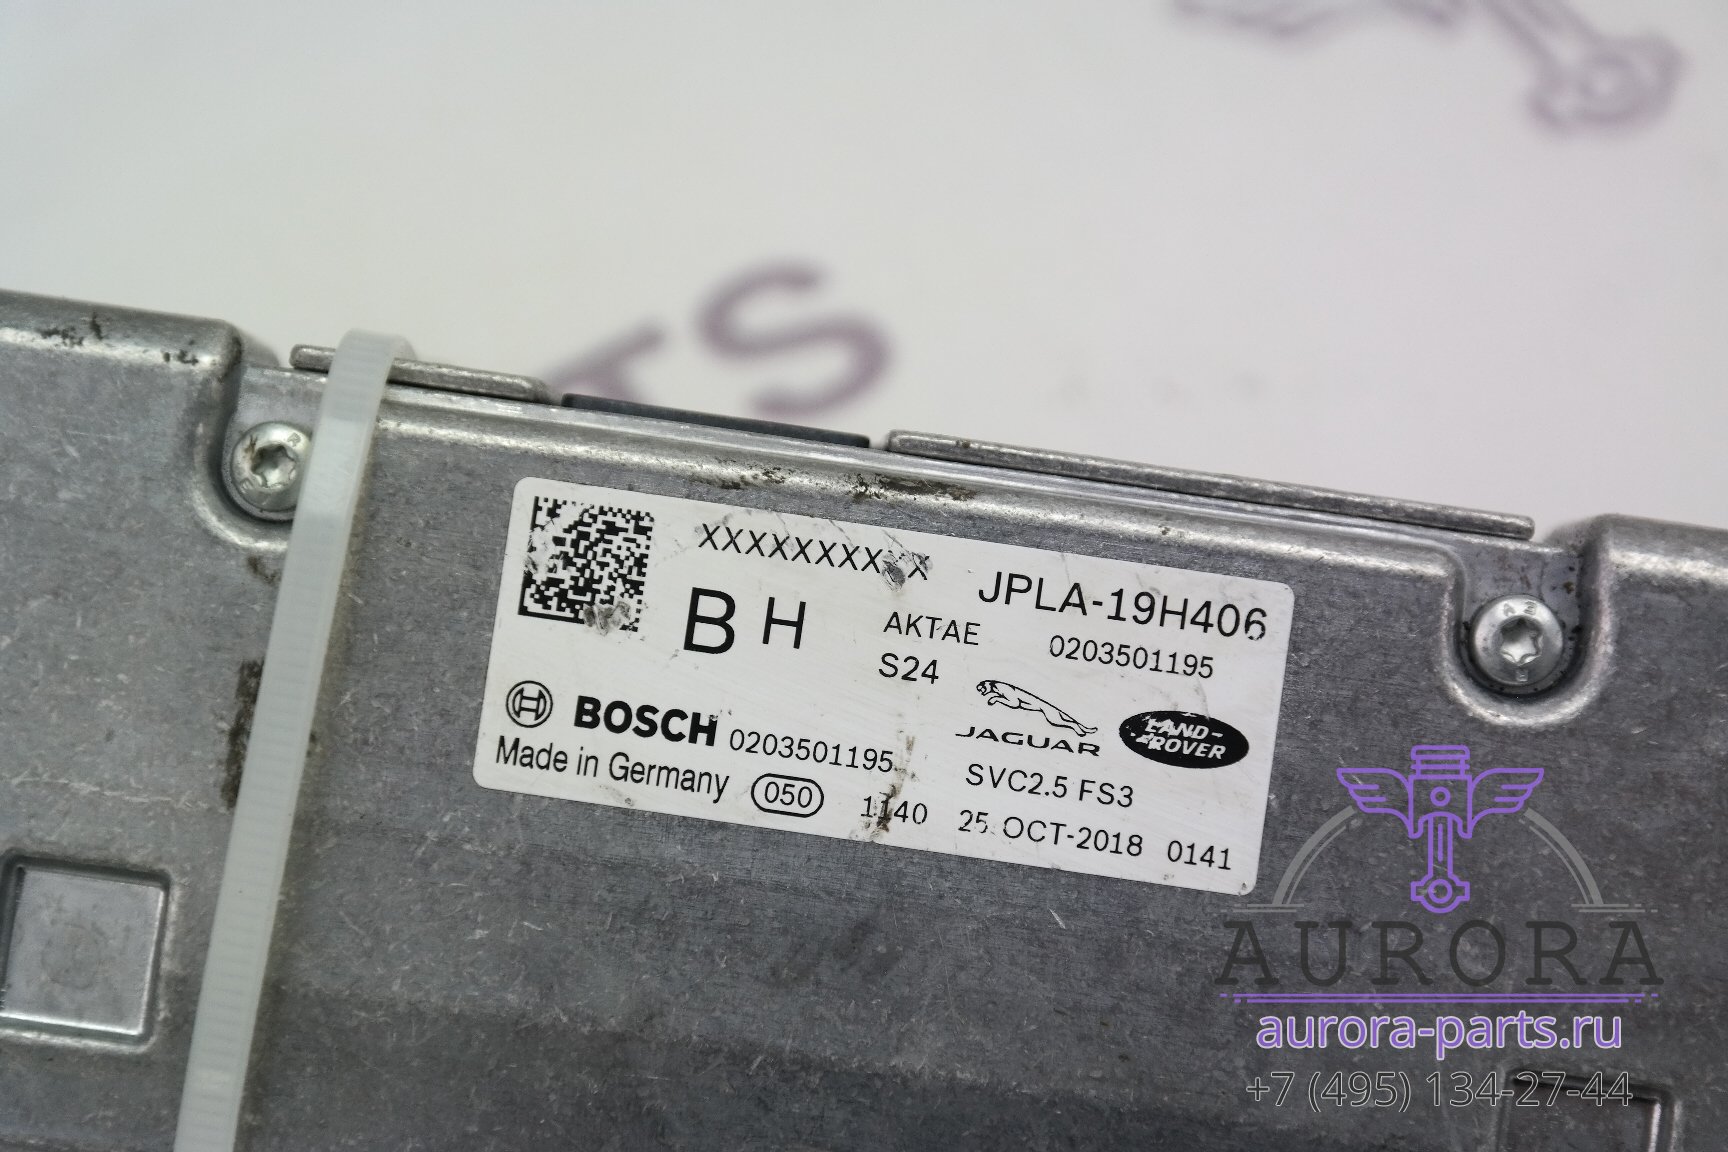 TS
XXXXXXXXXX
JPLA-19H406
B H
AKTAE
0203501195
S24
BOSCH 0203501195
JAGUAR
LAND-
ROVER
Made in Germany
050
SVC2.5 FS3
1140
25 OCT-2018
0141
AURORA
aurora-parts.ru
+7 (495) 134-27-44